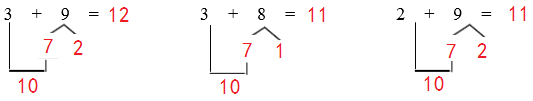 3 + 9 = 12 3 + 8 = 11 2 + 9 = 11
7 2 7 1 7 2
10 10 10